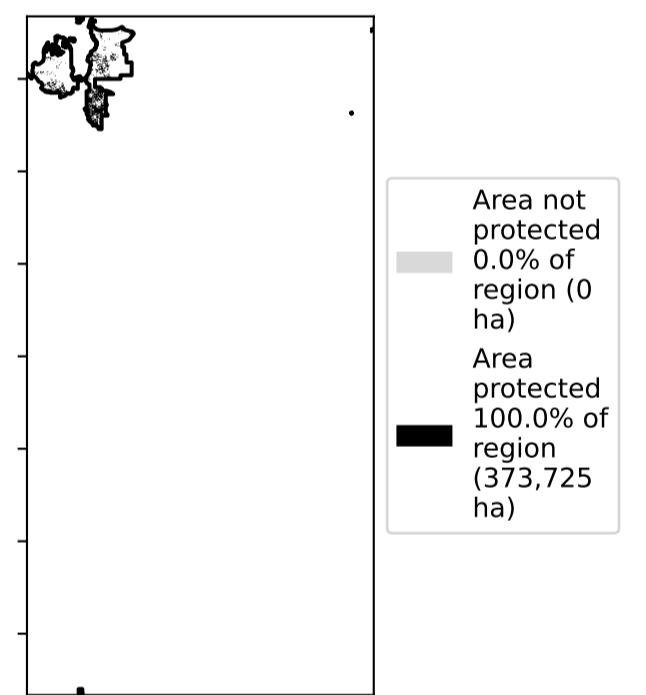 Area not
protected
0.0% of
region (0
ha)
Area
protected
100.0% of
region
(373,725
ha)